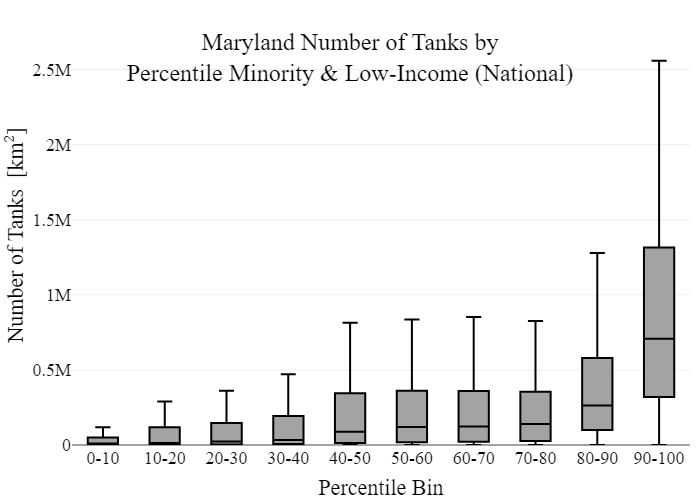 Maryland Number of Tanks by
Percentile Minority & Low-Income (National)
Number of Tanks [km²]
2.5M
2M
1.5M
1M
0.5M
0
0-10 10-20 20-30 30-40 40-50 50-60 60-70 70-80 80-90 90-100
Percentile Bin